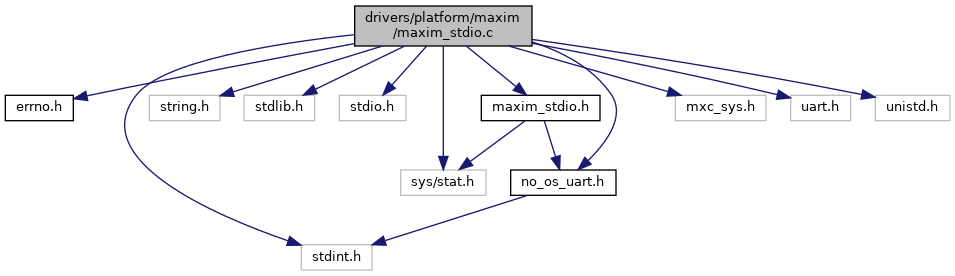 drivers/platform/maxim
/maxim_stdio.c
errno.h
string.h
stdlib.h
stdio.h
maxim_stdio.h
mxc_sys.h
uart.h
unistd.h
sys/stat.h
no_os_uart.h
stdint.h